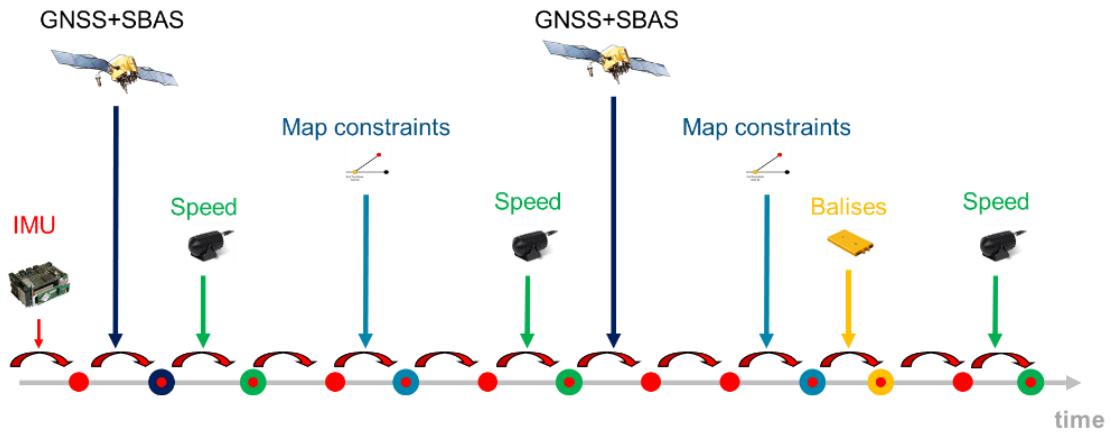 GNSS+SBAS
GNSS+SBAS
Map constraints
Map constraints
Speed
Speed
Balises
Speed
IMU
time